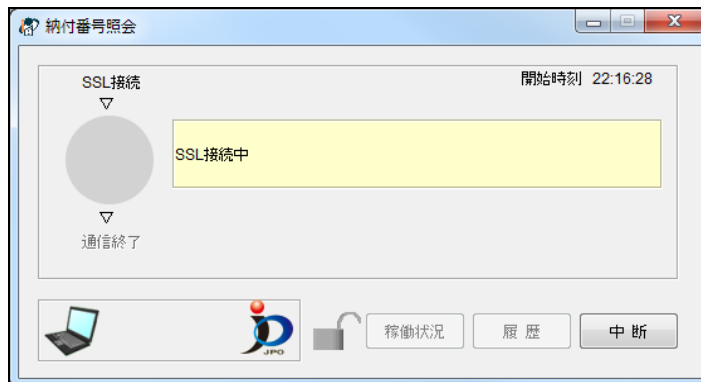 納付番号照会
SSL接続
開始時刻 22:16:28
SSL接続中
通信終了
JPO
稼働状況
履 歴
中 断